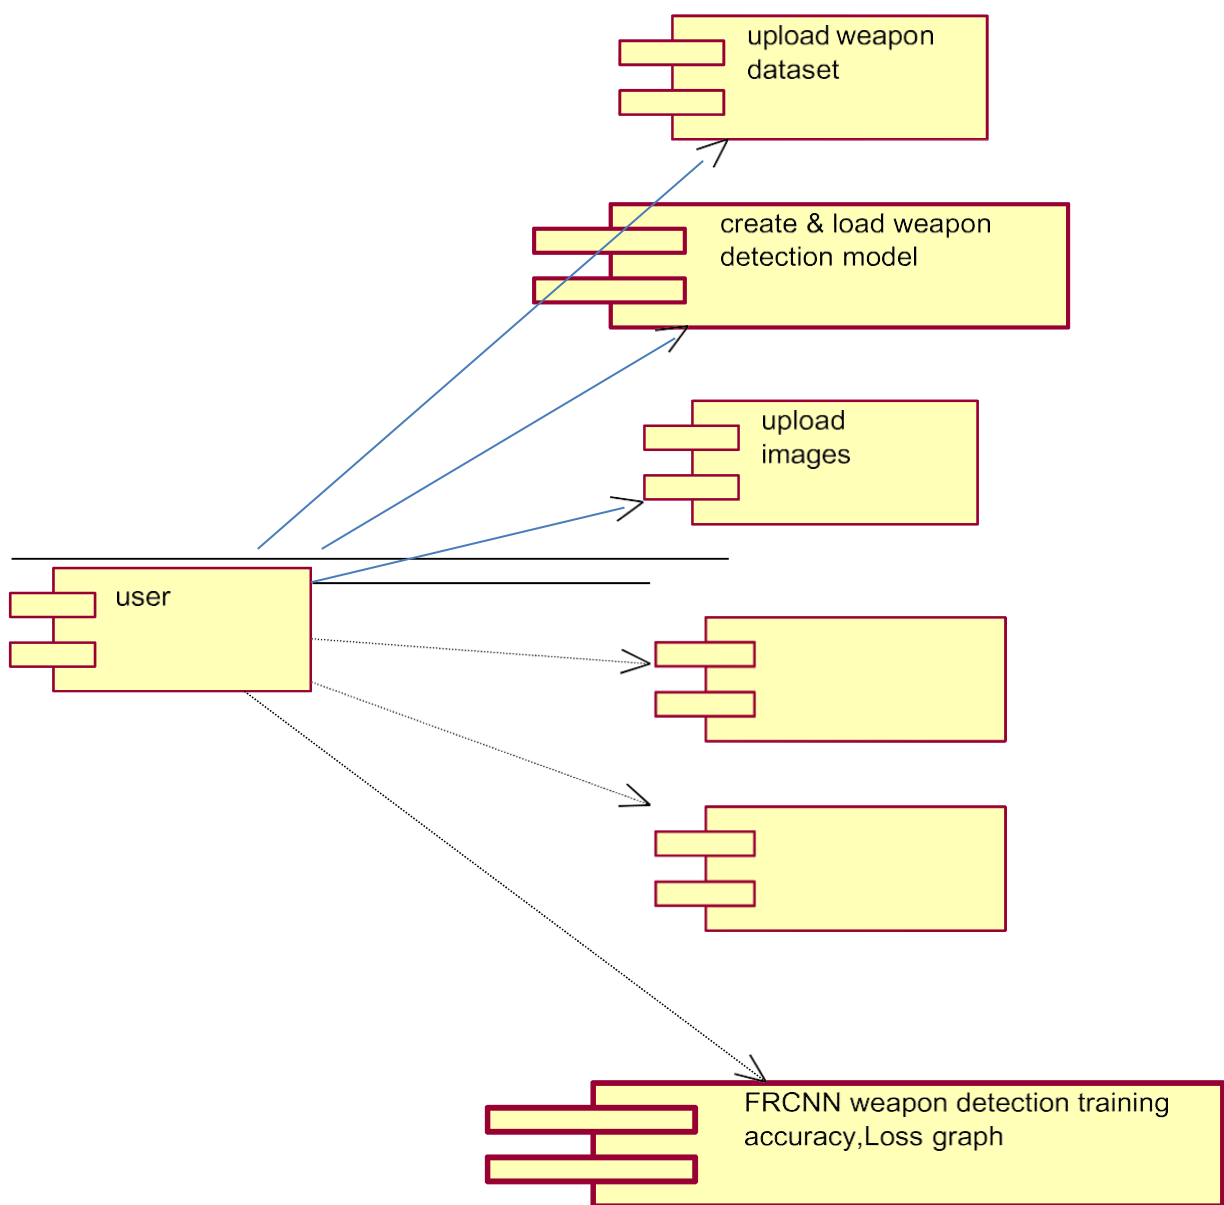 upload weapon
dataset
create & load weapon
detection model
upload
images
user
FRCNN weapon detection training
accuracy,Loss graph